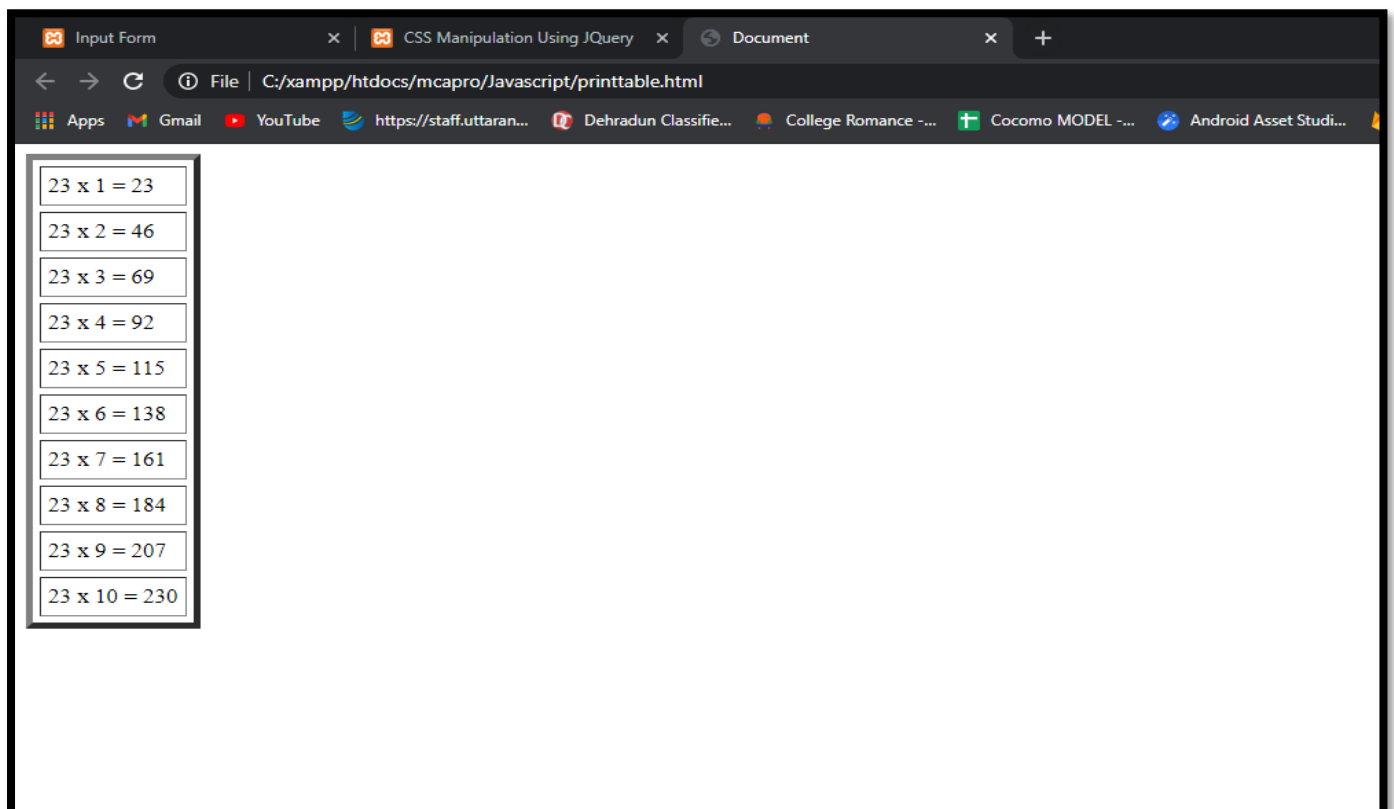 Input Form
CSS Manipulation Using JQuery
Document
File C:/xampp/htdocs/mcapro/Javascript/printtable.html
Apps Gmail YouTube https://staff.uttaran... Dehradun Classifie... College Romance -... Cocomo MODEL -... Android Asset Studi...
23 x 1 = 23
23 x 2 = 46
23 x 3 = 69
23 x 4 = 92
23 x 5 = 115
23 x 6 = 138
23 x 7 = 161
23 x 8 = 184
23 x 9 = 207
23 x 10 = 230